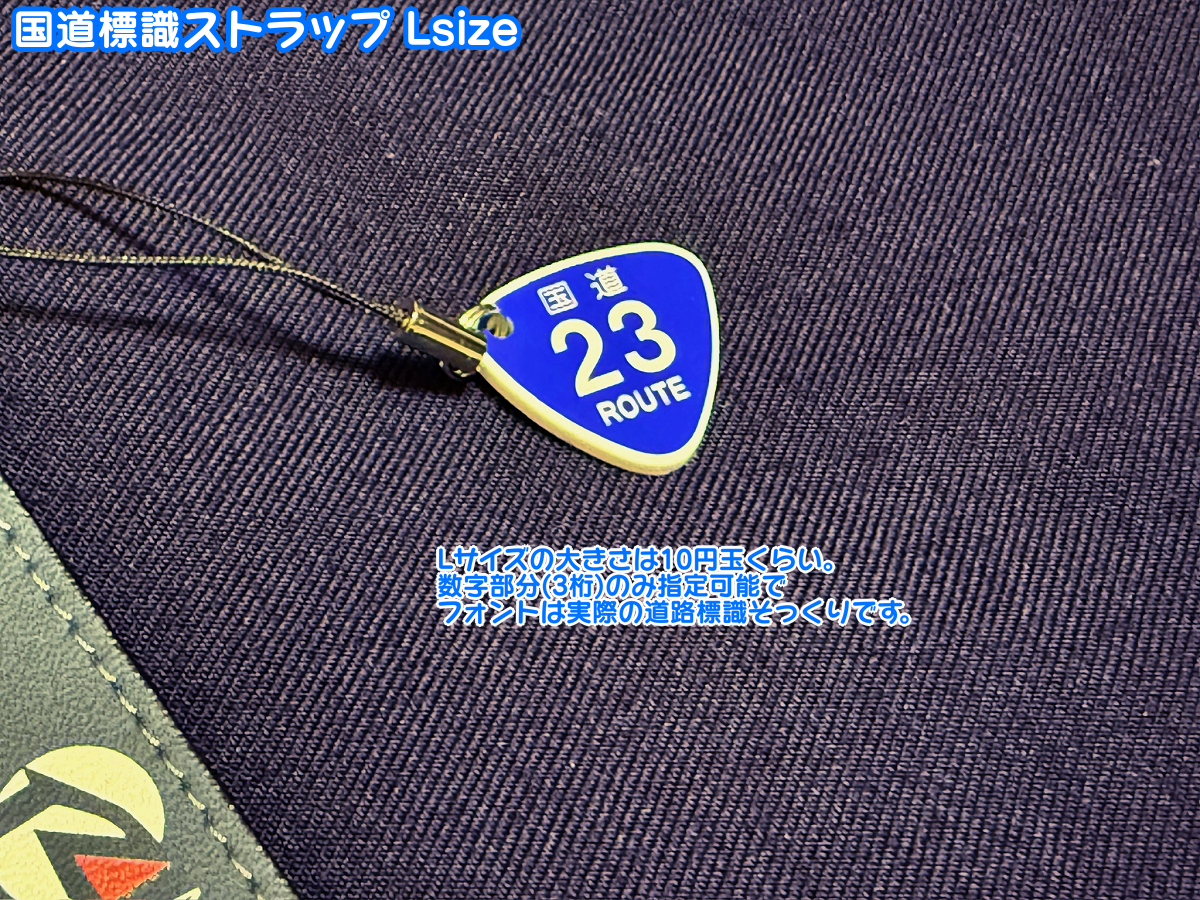 国道標識ストラップ Lsize
国道
23
ROUTE
Lサイズの大きさは10円玉くらい。
数字部分(3桁)のみ指定可能で
フォントは実際の道路標識そっくりです。